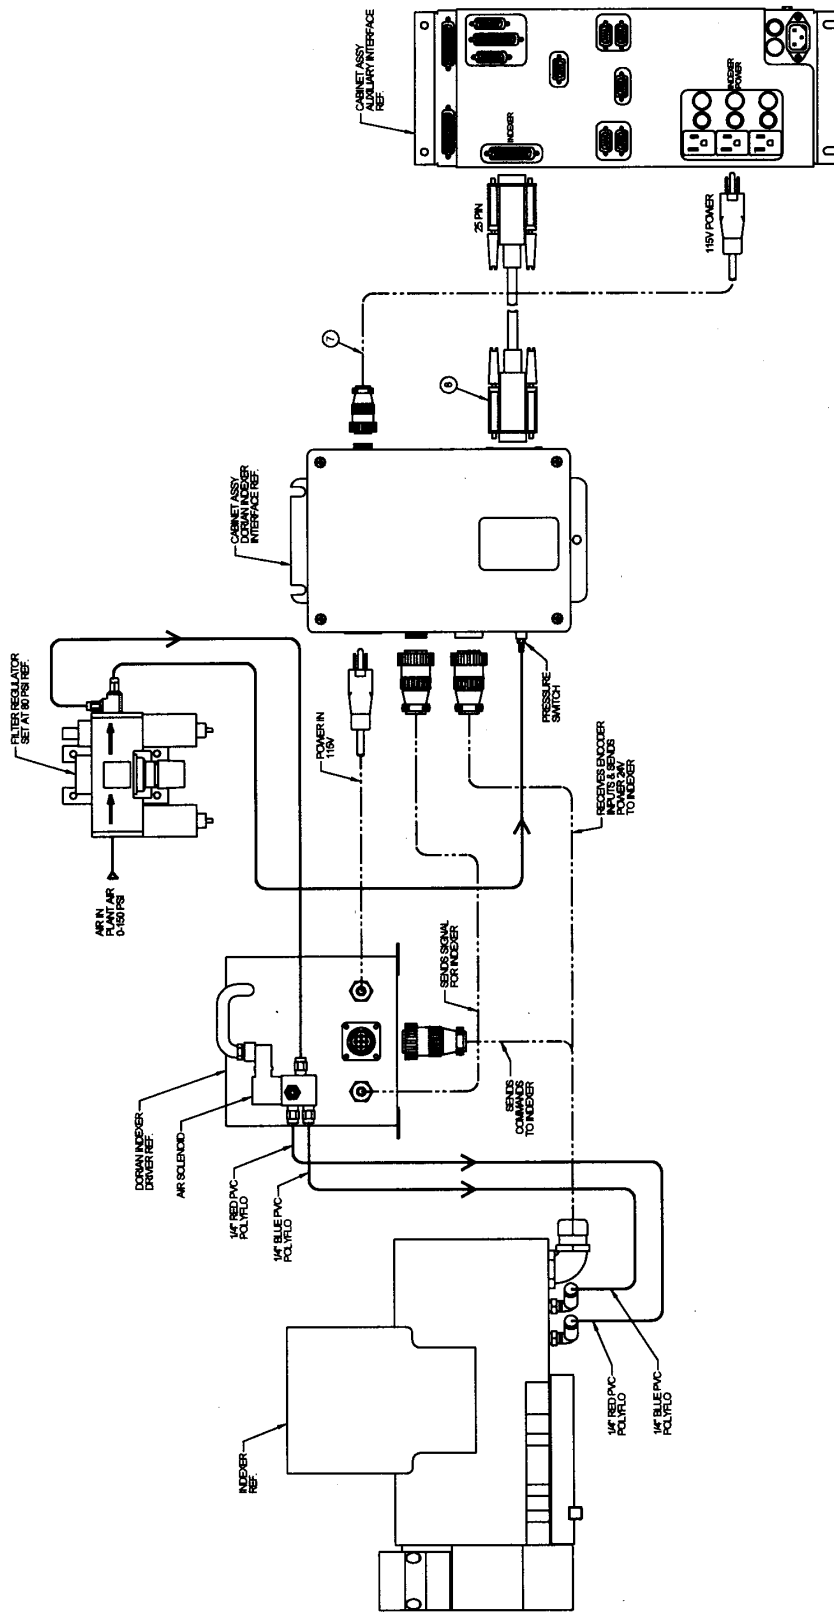 CABINET ASSY
AUXILIARY INTERFACE
REF.
INDEXER
INDEXER
POWER
25 PIN
115V POWER
7
6
CABINET ASSY
DORIAN INDEXER
INTERFACE REF.
FILTER REGULATOR
SET AT 80 PSI REF.
AIR IN
PLANT AIR
0-150 PSI
POWER IN
115V
PRESSURE
SWITCH
RECEIVES ENCODER
INPUTS & SENDS
POWER 24V
TO INDEXER
SENDS SIGNAL
FOR INDEXER
SENDS
COMMANDS
TO INDEXER
DORIAN INDEXER
DRIVER REF.
AIR SOLENOID
1/4" RED PVC
POLYFLO
1/4" BLUE PVC
POLYFLO
INDEXER
REF.
1/4" RED PVC
POLYFLO
1/4" BLUE PVC
POLYFLO